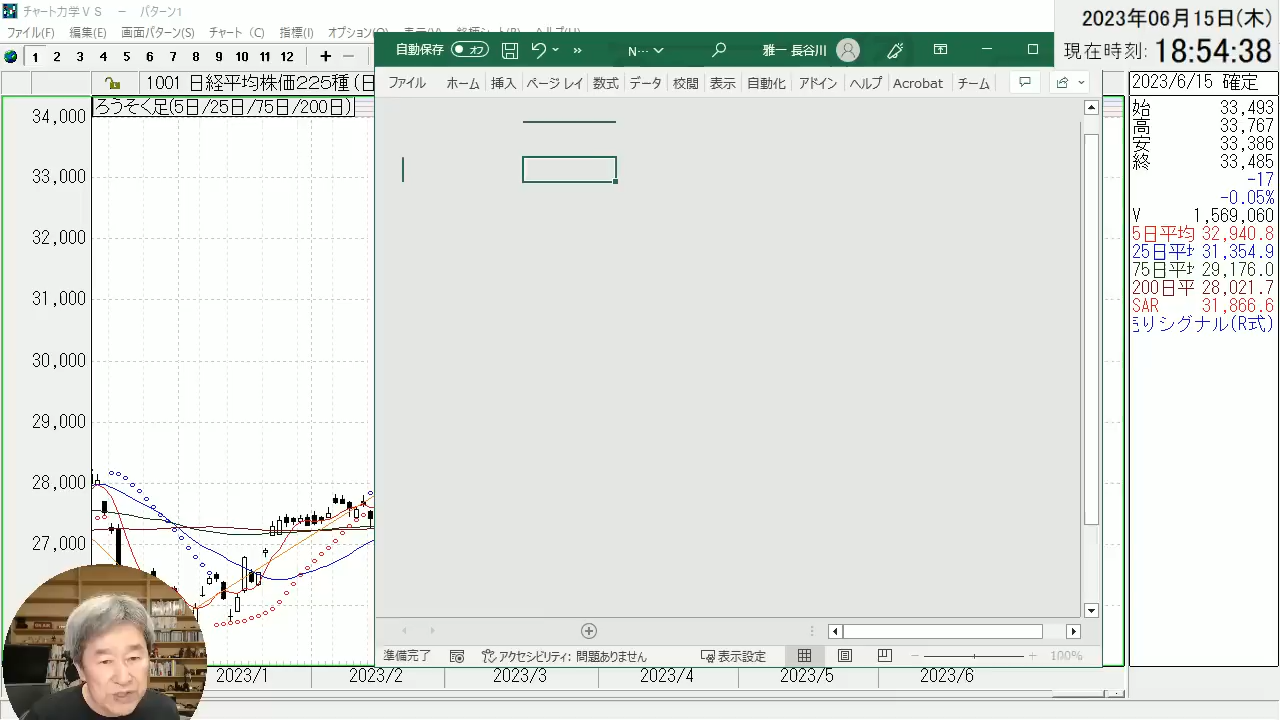 チャート力学VS － パターン1
ファイル(F) 編集(E) 画面パターン(S) チャート (C) 指標(I) オプション(O)
2023年06月15日(木)
現在時刻: 18:54:38
自動保存 オフ N··· 雅一 長谷川
1 2 3 4 5 6 7 8 9 10 11 12 + −
ファイル ホーム 挿入 ページ レイ 数式 データ 校閲 表示 自動化 アドイン ヘルプ Acrobat チーム
1001 日経平均株価225種 (日
ろうそく足(5日/25日/75日/200日)
34,000
33,000
32,000
31,000
30,000
29,000
28,000
27,000
2023/6/15 確定
始 33,493
高 33,767
安 33,386
終 33,485
-17
-0.05%
V 1,569,060
5日平均 32,940.8
25日平均 31,354.9
75日平均 29,176.0
200日平 28,021.7
SAR 31,866.6
売りシグナル(R式)
準備完了 アクセシビリティ: 問題ありません 表示設定 100%
2023/1 2023/2 2023/3 2023/4 2023/5 2023/6